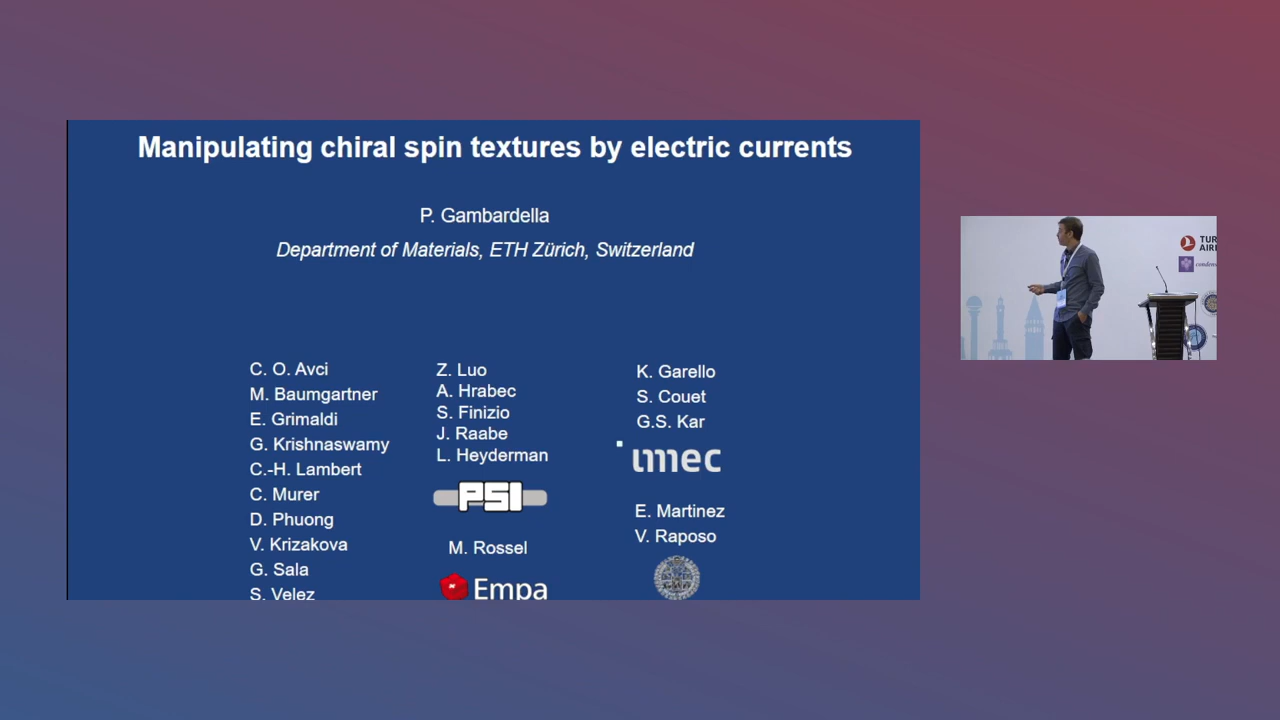 Manipulating chiral spin textures by electric currents
P. Gambardella
Department of Materials, ETH Zürich, Switzerland
C. O. Avci
M. Baumgartner
E. Grimaldi
G. Krishnaswamy
C.-H. Lambert
C. Murer
D. Phuong
V. Krizakova
G. Sala
S. Velez
Z. Luo
A. Hrabec
S. Finizio
J. Raabe
L. Heyderman
PSI
M. Rossel
Empa
K. Garello
S. Couet
G.S. Kar
imec
E. Martinez
V. Raposo
TUR
AIR